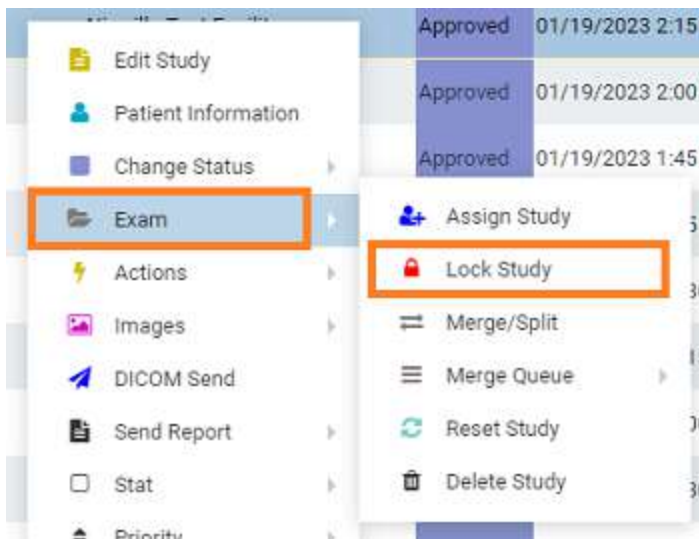 Approved 01/19/2023 2:15
Edit Study
Approved 01/19/2023 2:00
Patient Information
Change Status
Approved 01/19/2023 1:45
Exam
Assign Study
Actions
Lock Study
Images
Merge/Split
DICOM Send
Merge Queue
Send Report
Reset Study
Stat
Delete Study
Priority